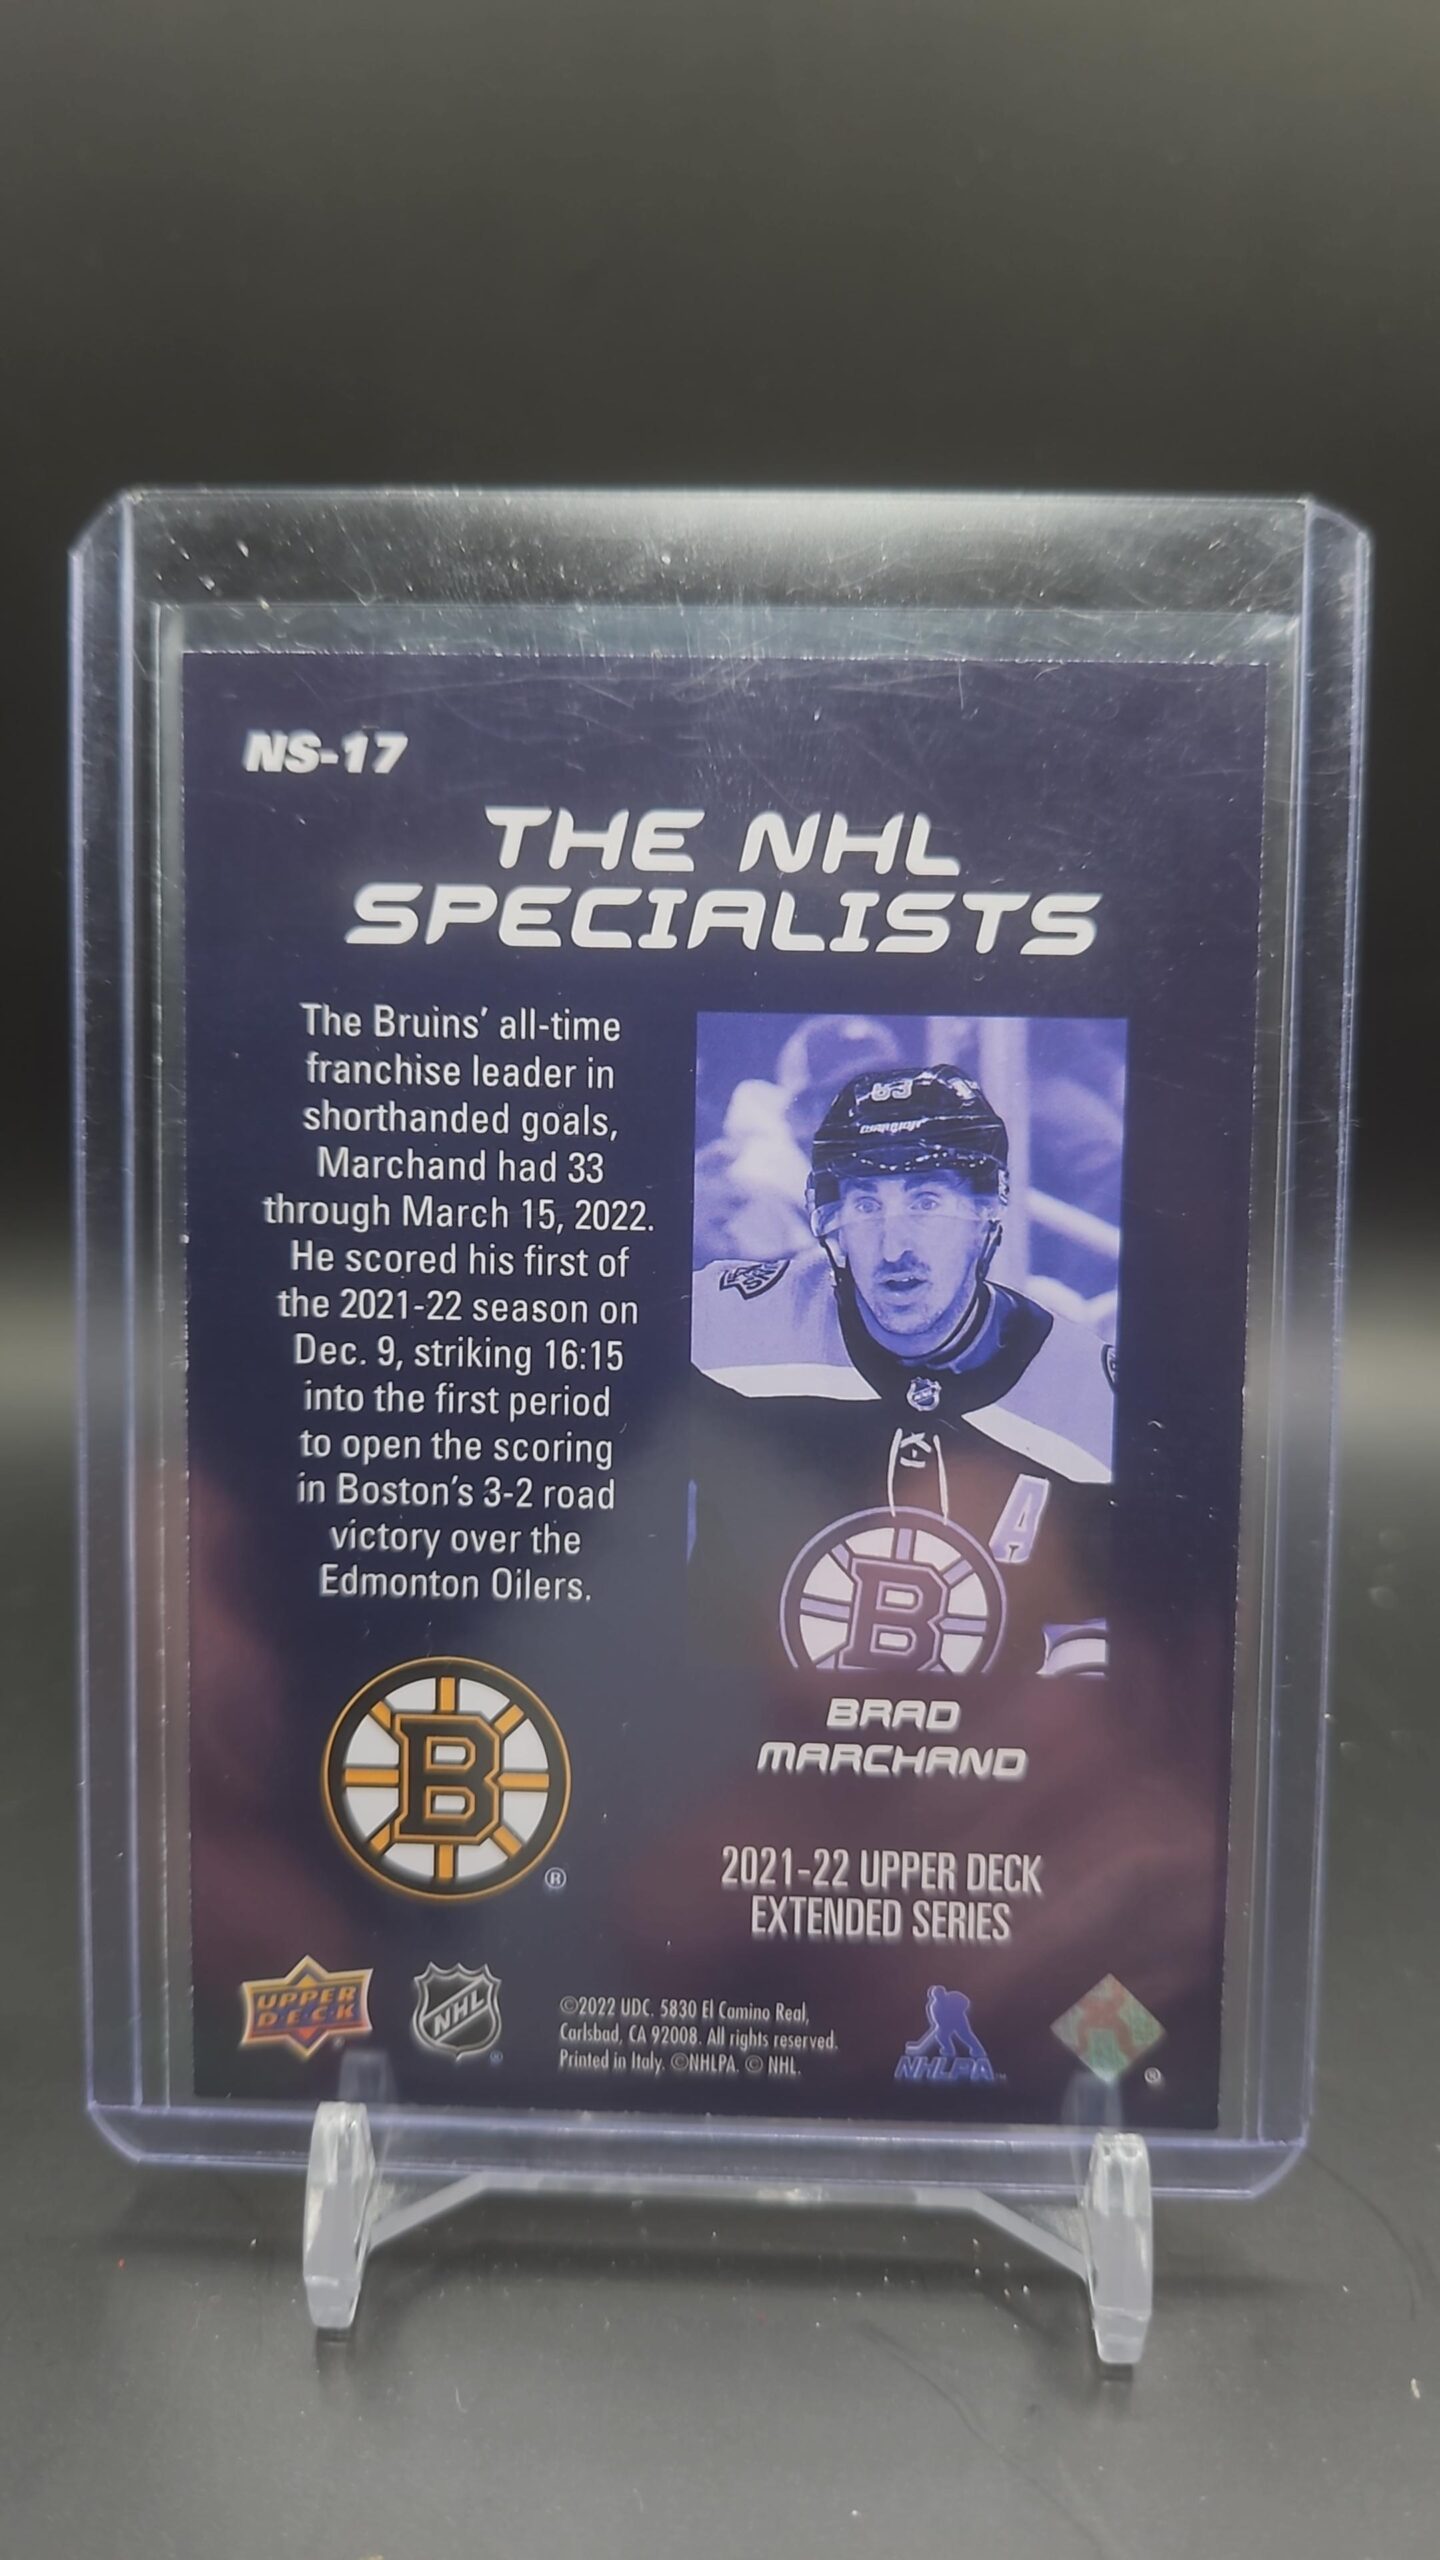 NS-17
THE NHL
SPECIALISTS
The Bruins' all-time
franchise leader in
shorthanded goals,
Marchand had 33
through March 15, 2022.
He scored his first of
the 2021-22 season on
Dec. 9, striking 16:15
into the first period
to open the scoring
in Boston's 3-2 road
victory over the
Edmonton Oilers.
63
A
B
BRAD
MARCHAND
B
®
2021-22 UPPER DECK
EXTENDED SERIES
UPPER
D·E·C·K
NHL
©2022 UDC. 5830 El Camino Real,
Carlsbad, CA 92008. All rights reserved.
Printed in Italy. ©NHLPA. © NHL.
NHLPA
®